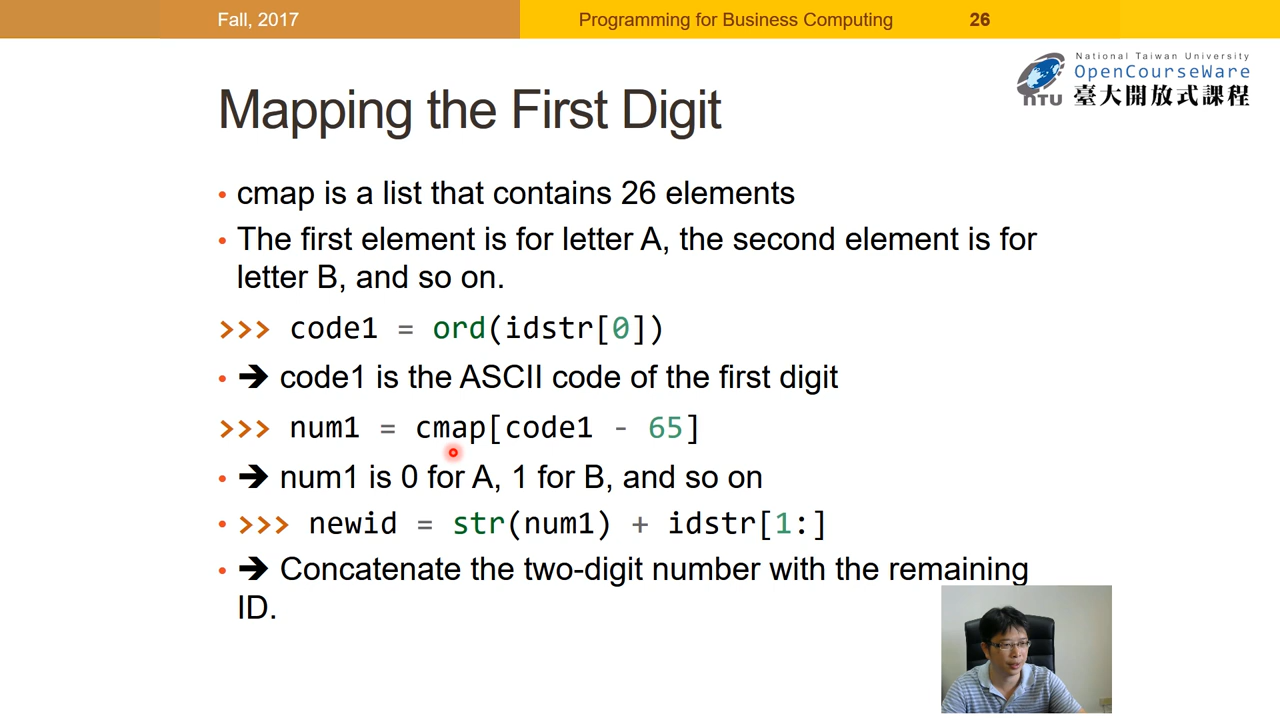 Fall, 2017
Programming for Business Computing
26
National Taiwan University
OpenCourseWare
NTU 臺大開放式課程
Mapping the First Digit
• cmap is a list that contains 26 elements
• The first element is for letter A, the second element is for
letter B, and so on.
>>> code1 = ord(idstr[0])
• ➔ code1 is the ASCII code of the first digit
>>> num1 = cmap[code1 - 65]
• ➔ num1 is 0 for A, 1 for B, and so on
• >>> newid = str(num1) + idstr[1:]
• ➔ Concatenate the two-digit number with the remaining
ID.